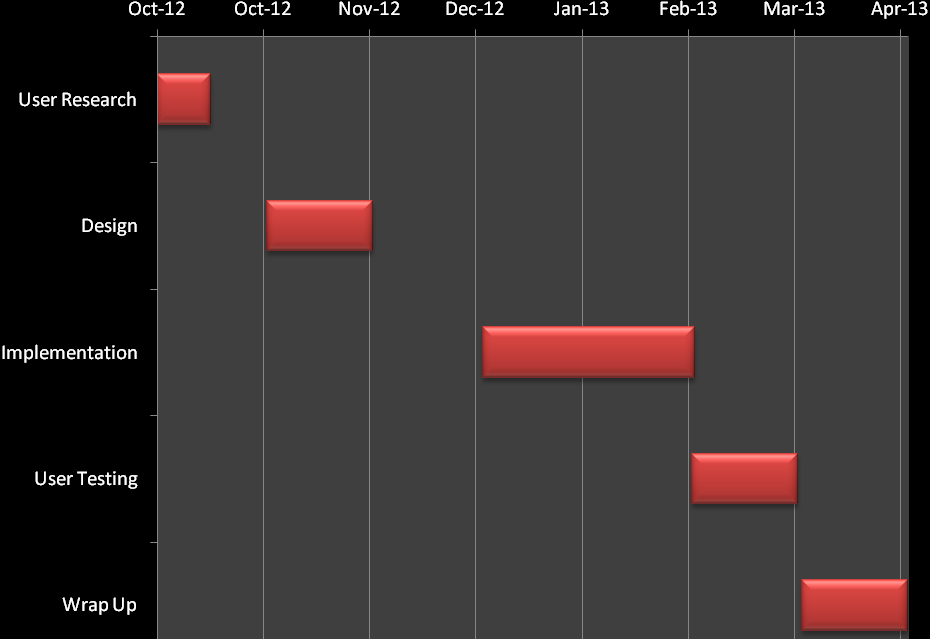 Oct-12 Oct-12 Nov-12 Dec-12 Jan-13 Feb-13 Mar-13 Apr-13
User Research
Design
Implementation
User Testing
Wrap Up